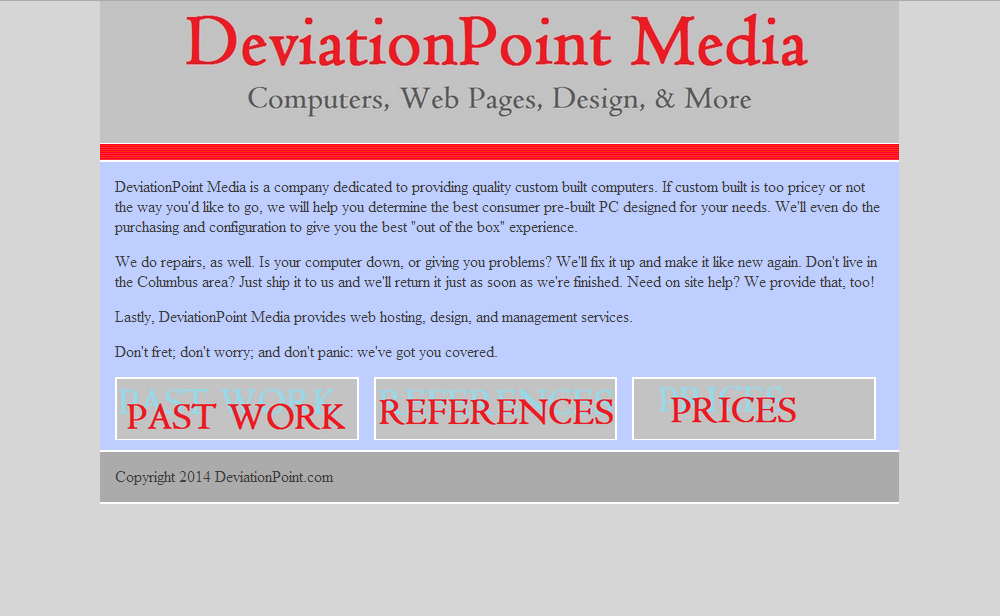 DeviationPoint Media
Computers, Web Pages, Design, & More
DeviationPoint Media is a company dedicated to providing quality custom built computers. If custom built is too pricey or not
the way you'd like to go, we will help you determine the best consumer pre-built PC designed for your needs. We'll even do the
purchasing and configuration to give you the best "out of the box" experience.
We do repairs, as well. Is your computer down, or giving you problems? We'll fix it up and make it like new again. Don't live in
the Columbus area? Just ship it to us and we'll return it just as soon as we're finished. Need on site help? We provide that, too!
Lastly, DeviationPoint Media provides web hosting, design, and management services.
Don't fret; don't worry; and don't panic: we've got you covered.
PAST WORK REFERENCES PRICES
Copyright 2014 DeviationPoint.com